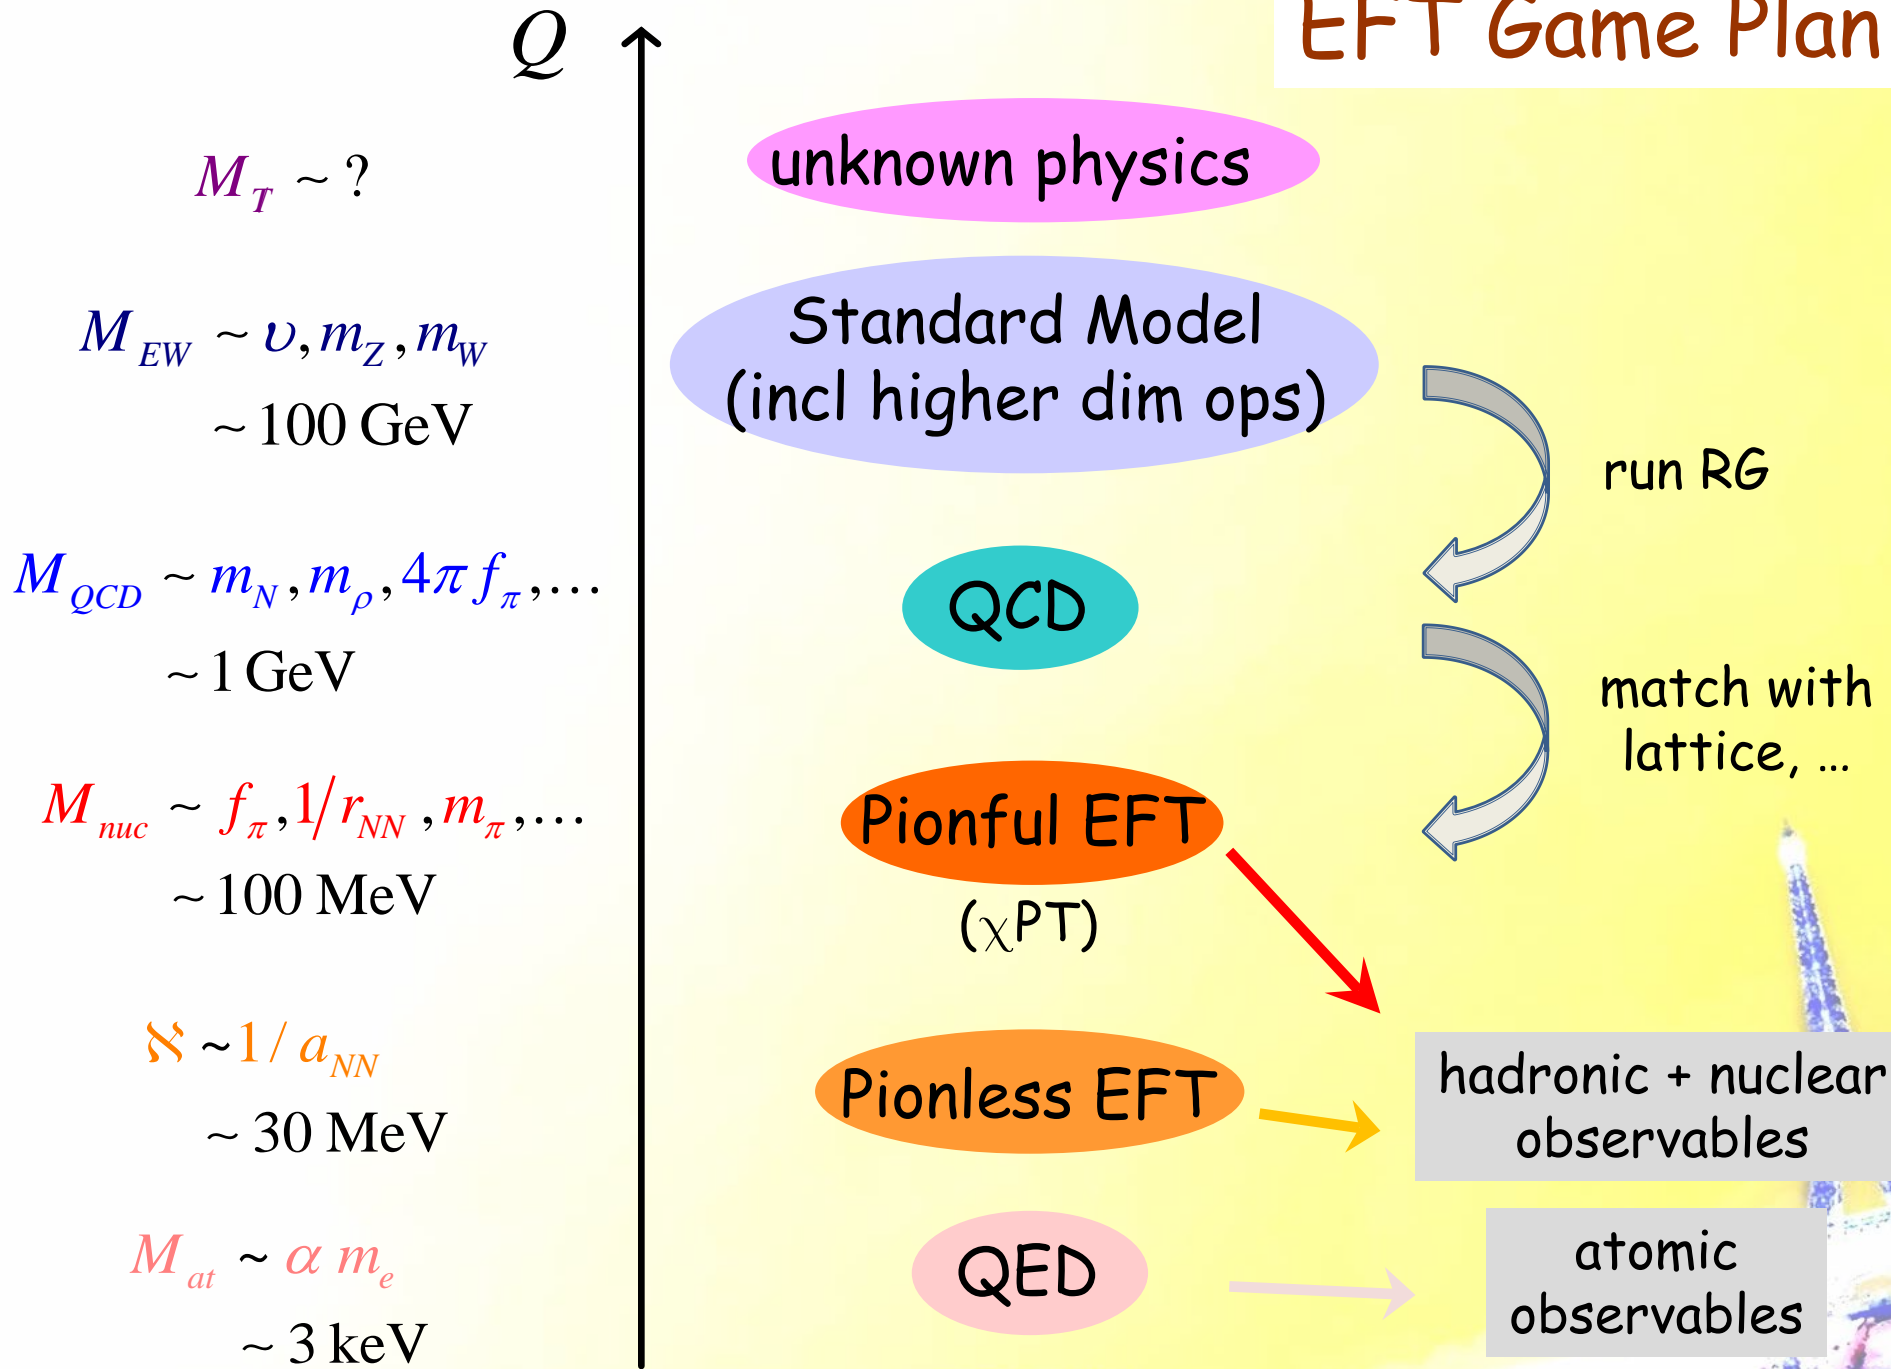 EFT Game Plan
Q
M_T ~ ?
unknown physics
M_EW ~ υ, m_Z, m_W
~ 100 GeV
Standard Model
(incl higher dim ops)
run RG
M_QCD ~ m_N, m_ρ, 4π f_π, …
~ 1 GeV
QCD
match with
lattice, …
M_nuc ~ f_π, 1/r_NN, m_π, …
~ 100 MeV
Pionful EFT
(χPT)
ℵ ~ 1/a_NN
~ 30 MeV
Pionless EFT
hadronic + nuclear
observables
M_at ~ α m_e
~ 3 keV
QED
atomic
observables